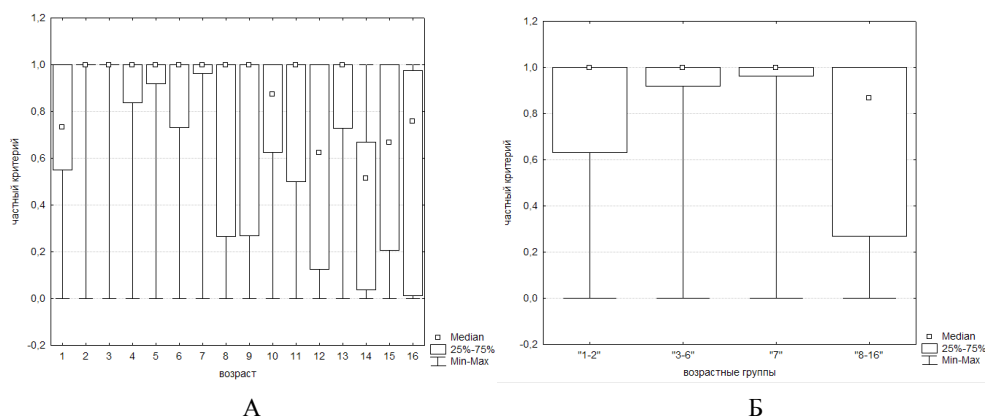 1,2
1,0
0,8
0,6
0,4
0,2
0,0
-0,2
частный критерий
1 2 3 4 5 6 7 8 9 10 11 12 13 14 15 16
возраст
Median
25%-75%
Min-Max
А
1,2
1,0
0,8
0,6
0,4
0,2
0,0
-0,2
частный критерий
"1-2" "3-6" "7" "8-16"
возрастные группы
Median
25%-75%
Min-Max
Б